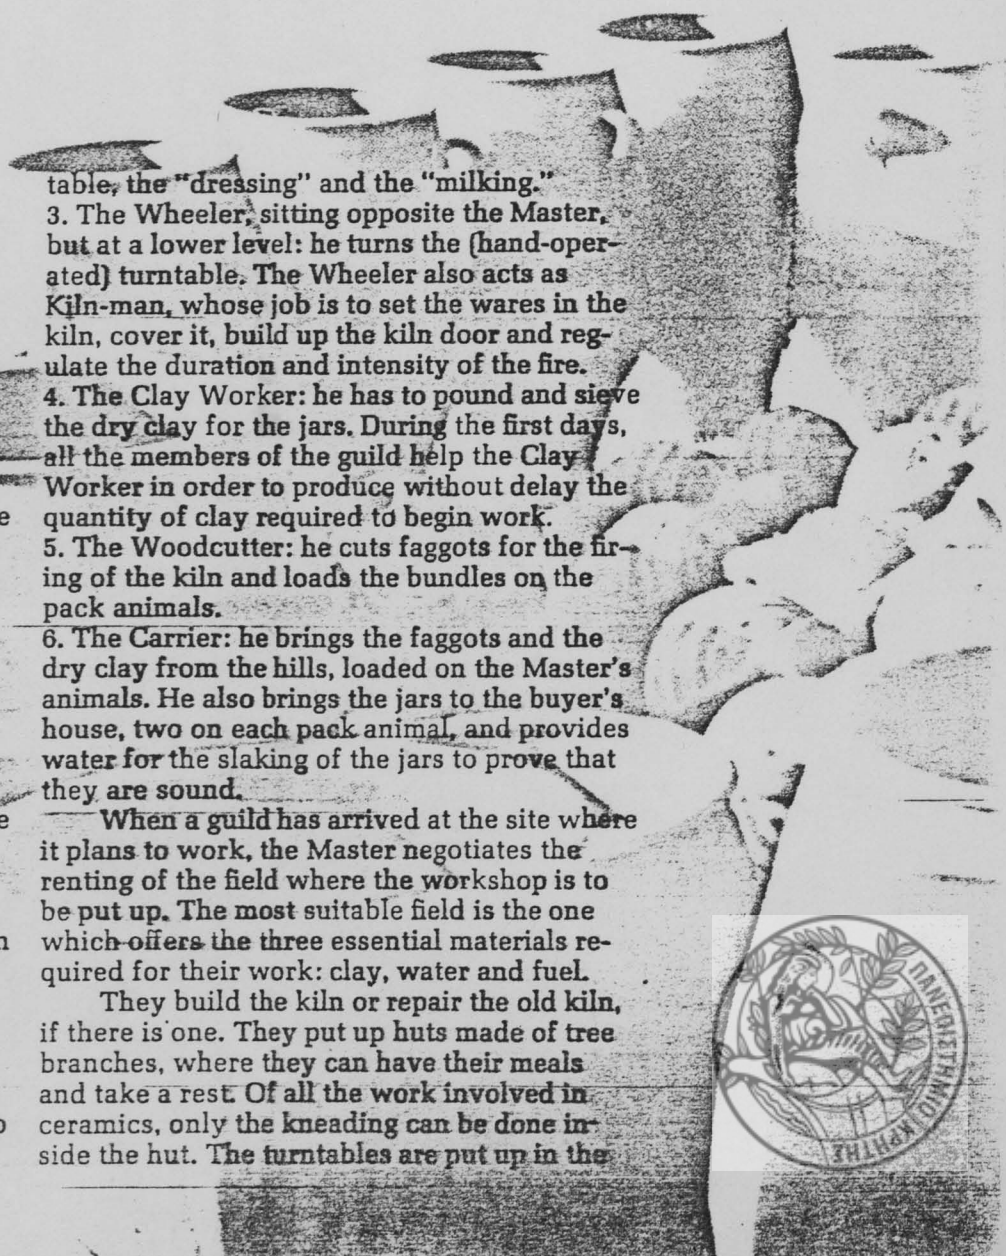 table, the “dressing” and the “milking.”
3. The Wheeler, sitting opposite the Master,
but at a lower level: he turns the (hand-oper-
ated) turntable. The Wheeler also acts as
Kiln-man, whose job is to set the wares in the
kiln, cover it, build up the kiln door and reg-
ulate the duration and intensity of the fire.
4. The Clay Worker: he has to pound and sieve
the dry clay for the jars. During the first days,
all the members of the guild help the Clay
Worker in order to produce without delay the
quantity of clay required to begin work.
5. The Woodcutter: he cuts faggots for the fir-
ing of the kiln and loads the bundles on the
pack animals.
6. The Carrier: he brings the faggots and the
dry clay from the hills, loaded on the Master's
animals. He also brings the jars to the buyer's
house, two on each pack animal, and provides
water for the slaking of the jars to prove that
they are sound.
When a guild has arrived at the site where
it plans to work, the Master negotiates the
renting of the field where the workshop is to
be put up. The most suitable field is the one
which offers the three essential materials re-
quired for their work: clay, water and fuel.
They build the kiln or repair the old kiln,
if there is one. They put up huts made of tree
branches, where they can have their meals
and take a rest. Of all the work involved in
ceramics, only the kneading can be done in-
side the hut. The turntables are put up in the
ΠΑΝΕΠΙΣΤΗΜΙΟ ΚΡΗΤΗΣ